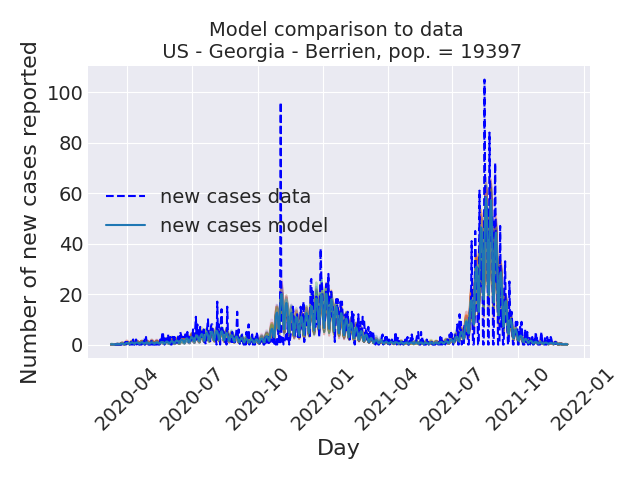 Model comparison to data
US - Georgia - Berrien, pop. = 19397
Number of new cases reported
100
80
60
40
20
0
new cases data
new cases model
2020-04
2020-07
2020-10
2021-01
2021-04
2021-07
2021-10
2022-01
Day